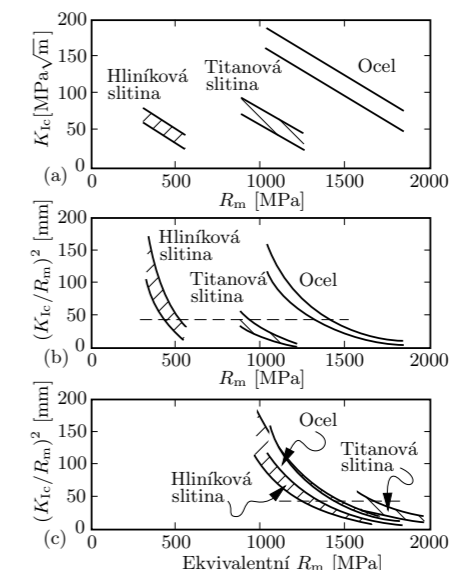 200
150
100
50
0
K_Ic[MPa√m]
Hliníková
slitina
Titanová
slitina
Ocel
(a)
0
500
1000
1500
2000
R_m [MPa]
200
150
100
50
0
(K_Ic/R_m)² [mm]
Hliníková
slitina
Titanová
slitina
Ocel
(b)
0
500
1000
1500
2000
R_m [MPa]
200
150
100
50
0
(K_Ic/R_m)² [mm]
Ocel
Titanová
slitina
Hliníková
slitina
(c)
0
500
1000
1500
2000
Ekvivalentní R_m [MPa]